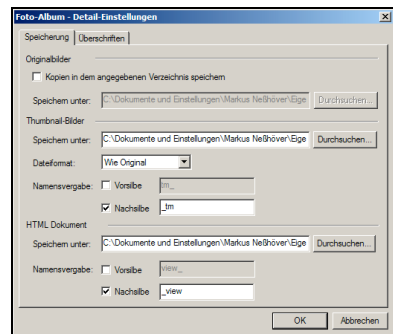 Foto-Album - Detail-Einstellungen
Speicherung Überschriften
Originalbilder
Kopien in dem angegebenen Verzeichnis speichern
Speichern unter: C:\Dokumente und Einstellungen\Markus Neßhöver\Eige Durchsuchen...
Thumbnail-Bilder
Speichern unter: C:\Dokumente und Einstellungen\Markus Neßhöver\Eige Durchsuchen...
Dateiformat: Wie Original
Namensvergabe: Vorsilbe tm_
Nachsilbe _tm
HTML Dokument
Speichern unter: C:\Dokumente und Einstellungen\Markus Neßhöver\Eige Durchsuchen...
Namensvergabe: Vorsilbe view_
Nachsilbe _view
OK Abbrechen